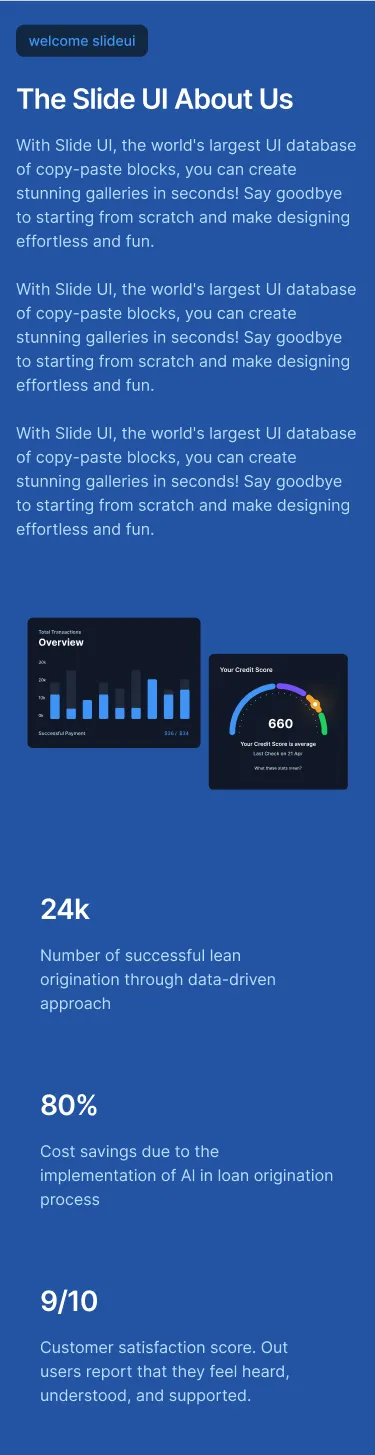 welcome slideui
The Slide UI About Us
With Slide UI, the world's largest UI database
of copy-paste blocks, you can create
stunning galleries in seconds! Say goodbye
to starting from scratch and make designing
effortless and fun.
With Slide UI, the world's largest UI database
of copy-paste blocks, you can create
stunning galleries in seconds! Say goodbye
to starting from scratch and make designing
effortless and fun.
With Slide UI, the world's largest UI database
of copy-paste blocks, you can create
stunning galleries in seconds! Say goodbye
to starting from scratch and make designing
effortless and fun.
Total Transactions
Overview
30k
20k
10k
0k
Successful Payment
Your Credit Score
660
Your Credit Score is average
Last Check on 21 Apr
What these stats mean?
24k
Number of successful lean
origination through data-driven
approach
80%
Cost savings due to the
implementation of AI in loan origination
process
9/10
Customer satisfaction score. Out
users report that they feel heard,
understood, and supported.